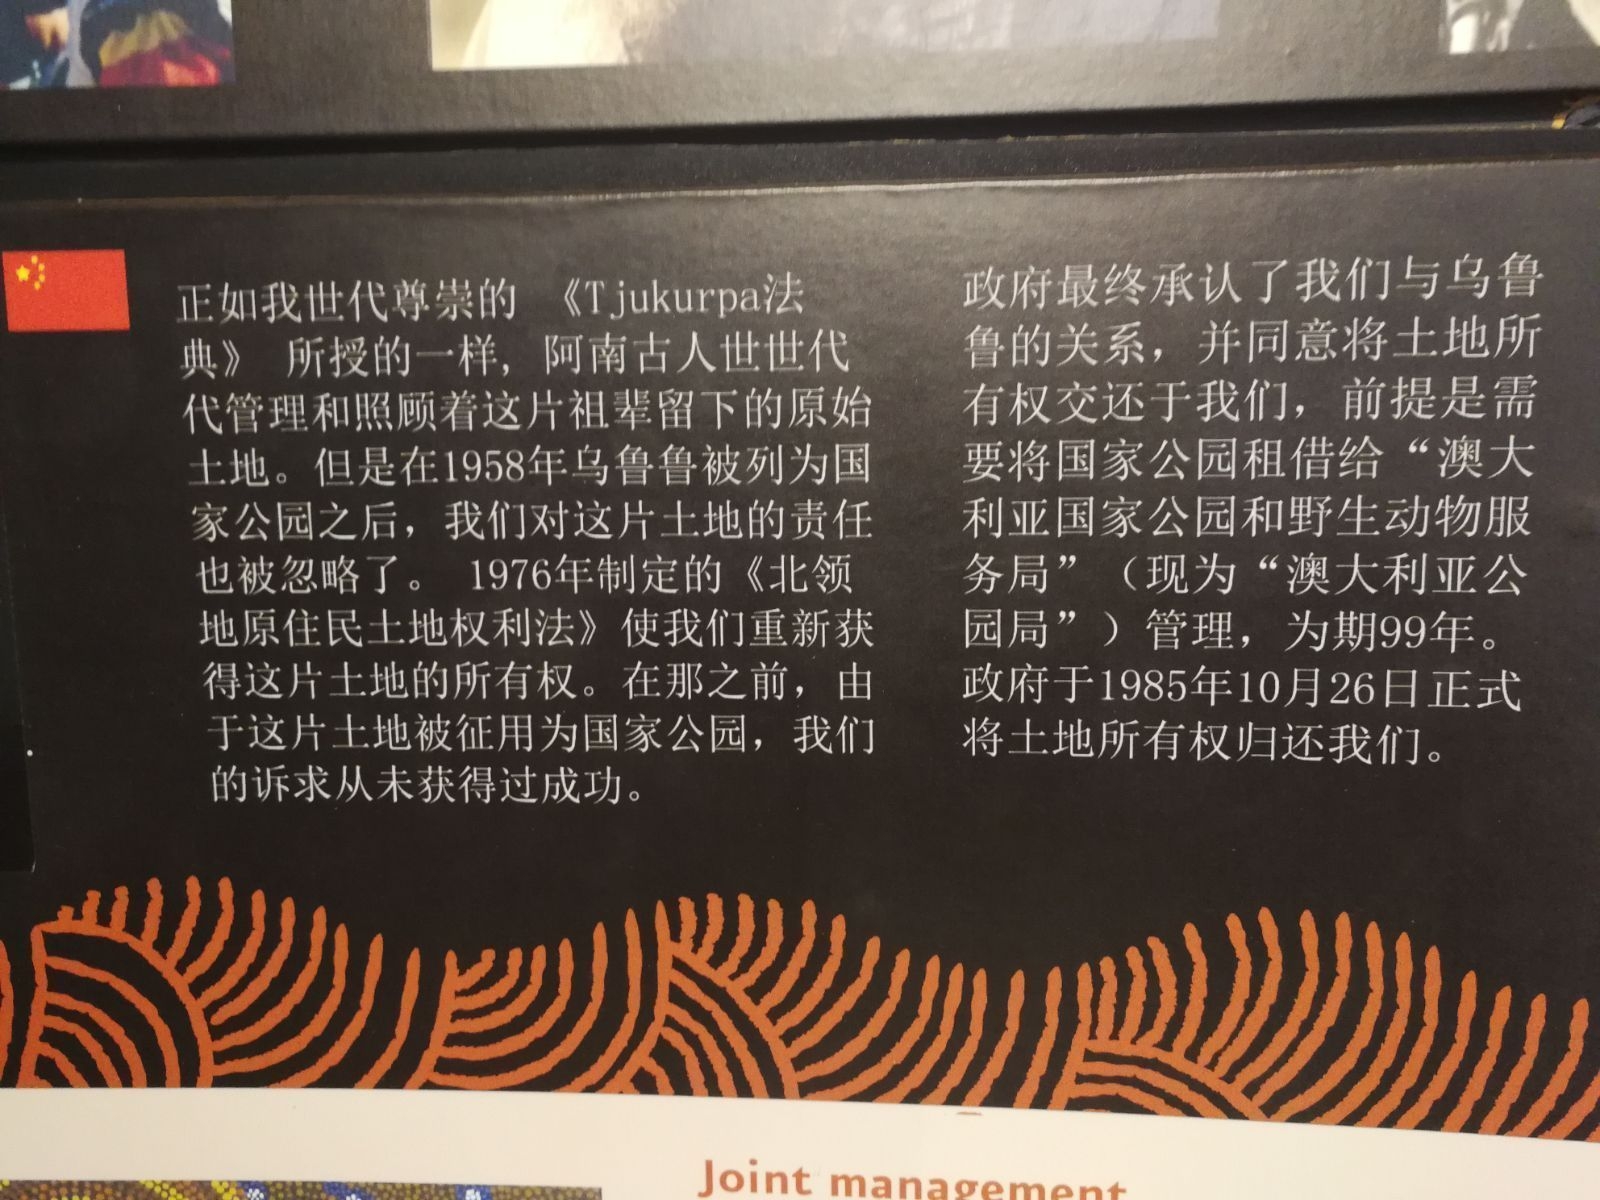 正如我世代尊崇的 《Tjukurpa法
典》 所授的一样，阿南古人世世代
代管理和照顾着这片祖辈留下的原始
土地。但是在1958年乌鲁鲁被列为国
家公园之后，我们对这片土地的责任
也被忽略了。 1976年制定的《北领
地原住民土地权利法》使我们重新获
得这片土地的所有权。在那之前，由
于这片土地被征用为国家公园，我们
的诉求从未获得过成功。
政府最终承认了我们与乌鲁
鲁的关系，并同意将土地所
有权交还于我们，前提是需
要将国家公园租借给“澳大
利亚国家公园和野生动物服
务局”（现为“澳大利亚公
园局”）管理，为期99年。
政府于1985年10月26日正式
将土地所有权归还我们。
Joint management